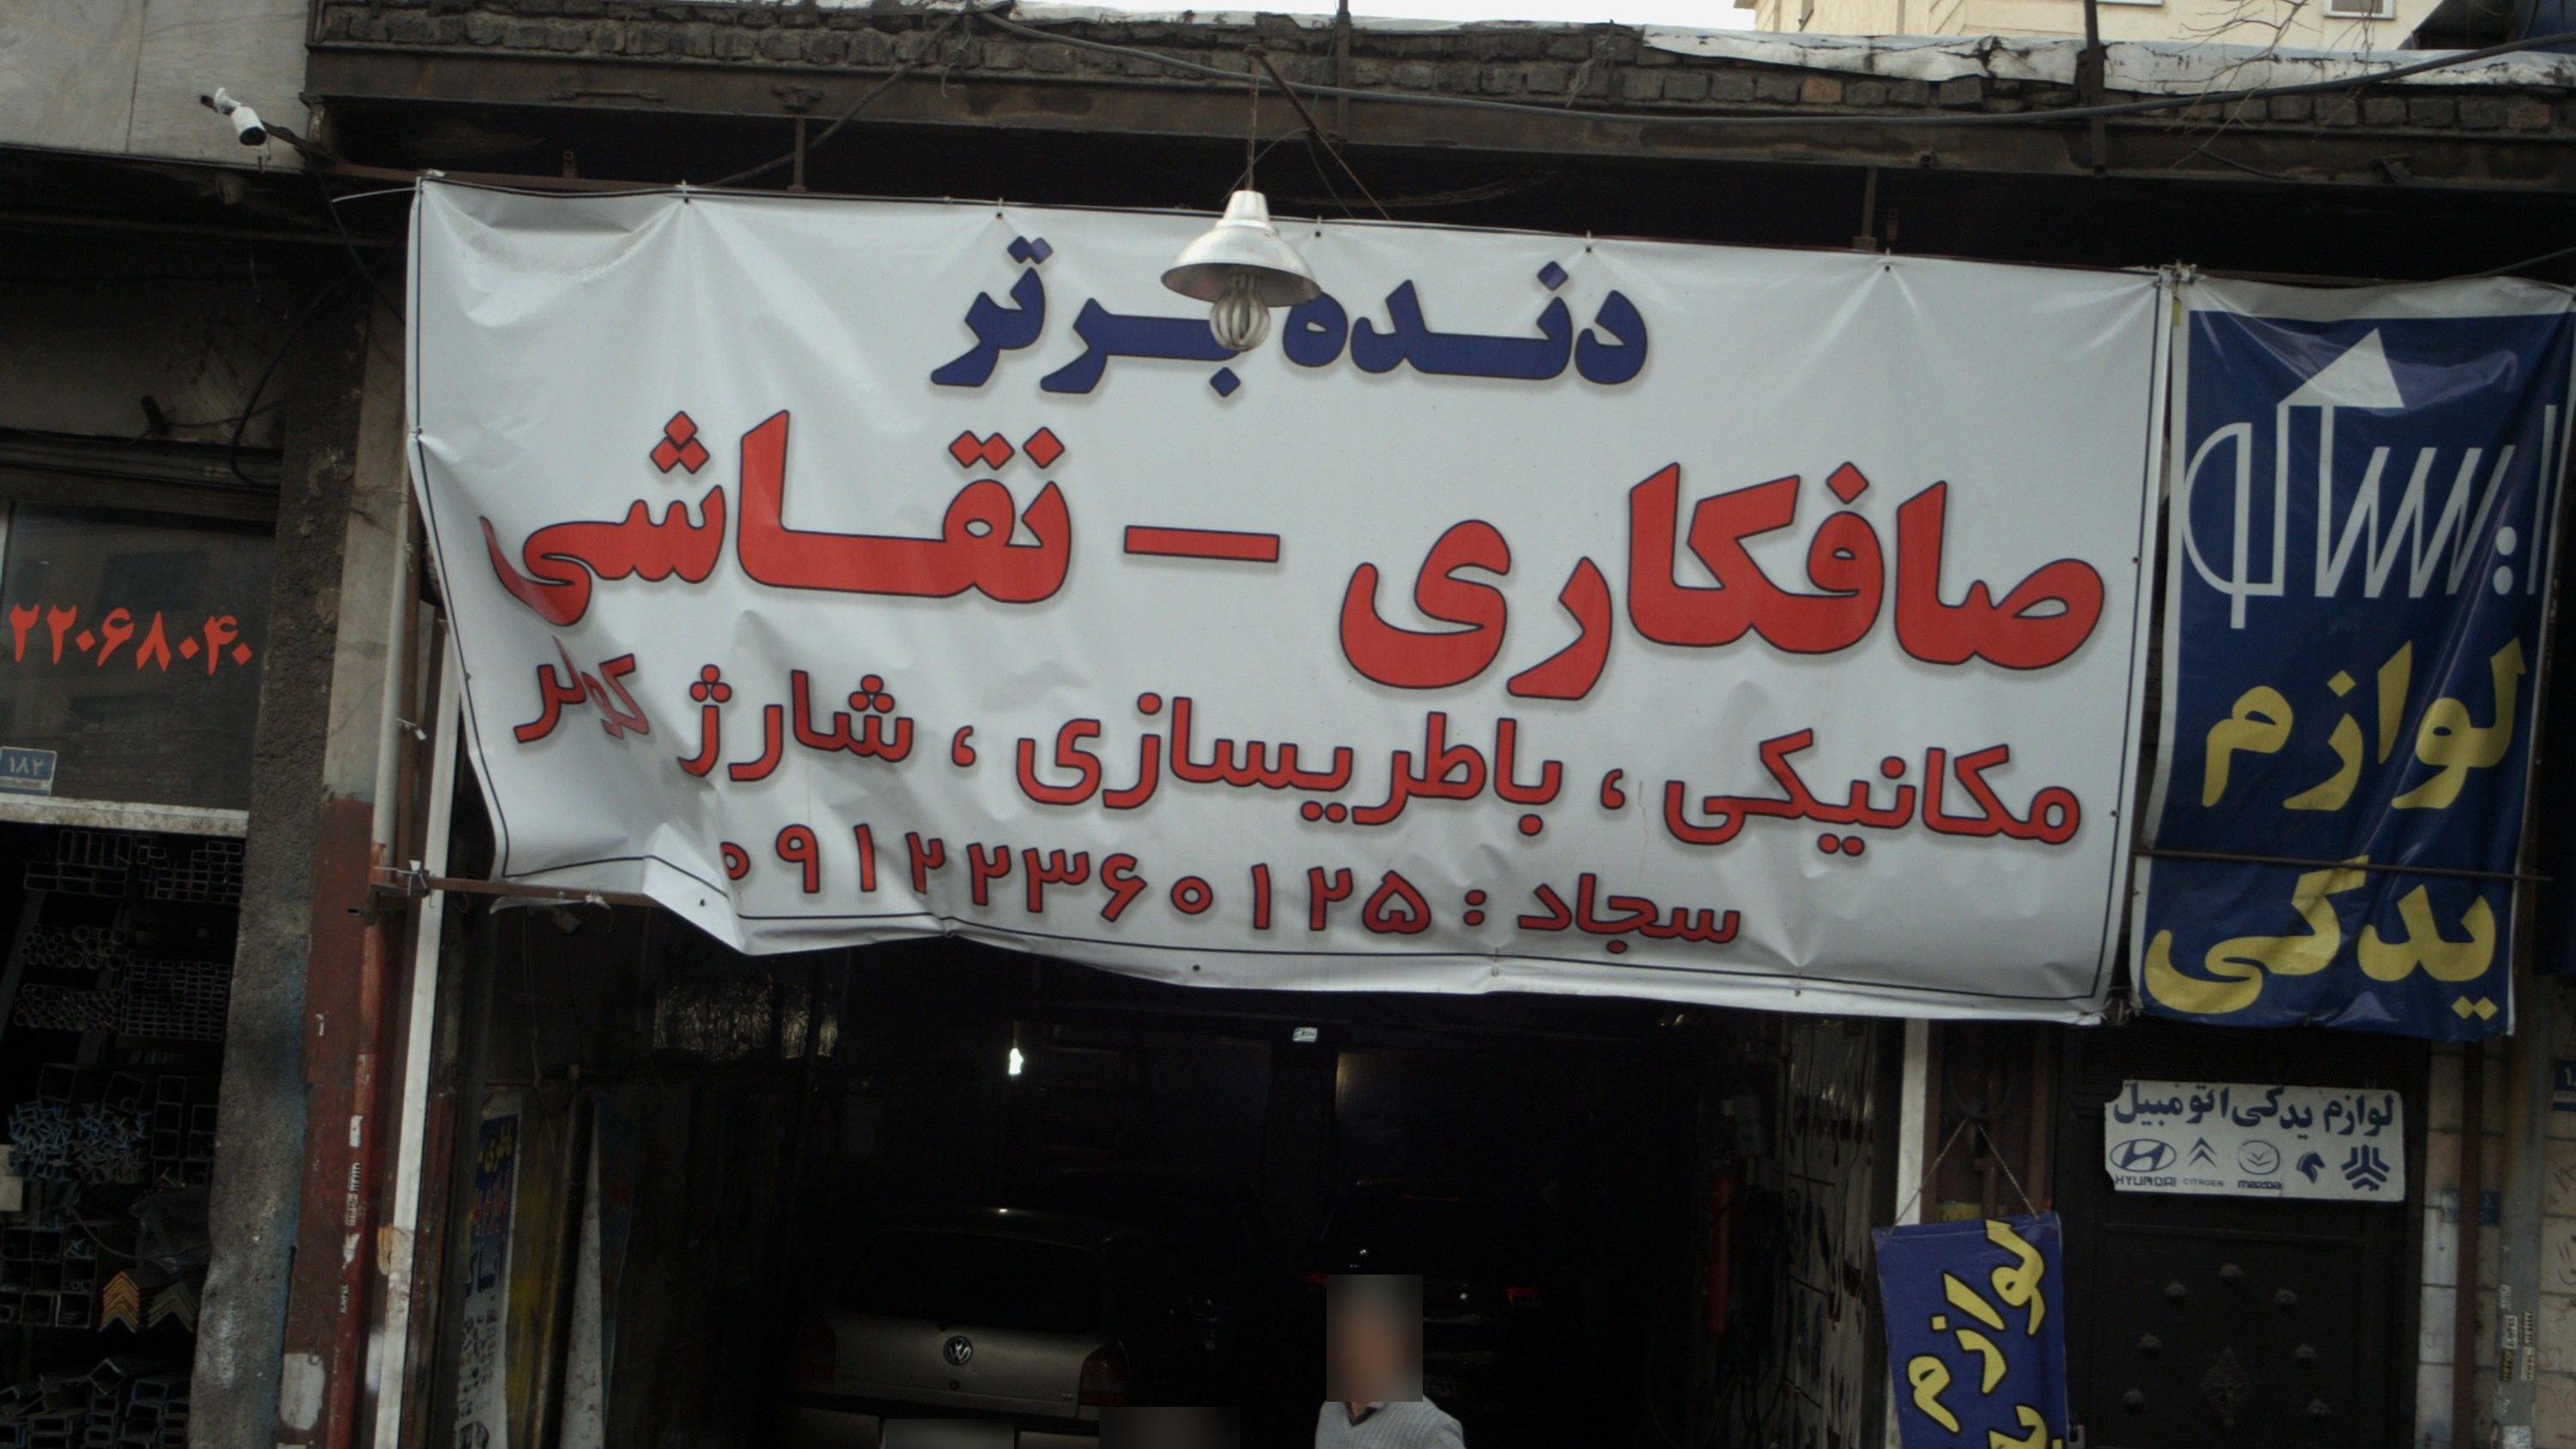 دنده برتر
صافکاری - نقاشی
مکانیکی ، باطریسازی ، شارژ کولر
سجاد : ۰۹۱۲۲۳۶۰۱۲۵
ایساکو
لوازم
یدکی
۲۲۰۶۸۰۴۰
۱۸۲
لوازم یدکی اتومبیل
HYUNDAI CITROEN mazda
لوازم